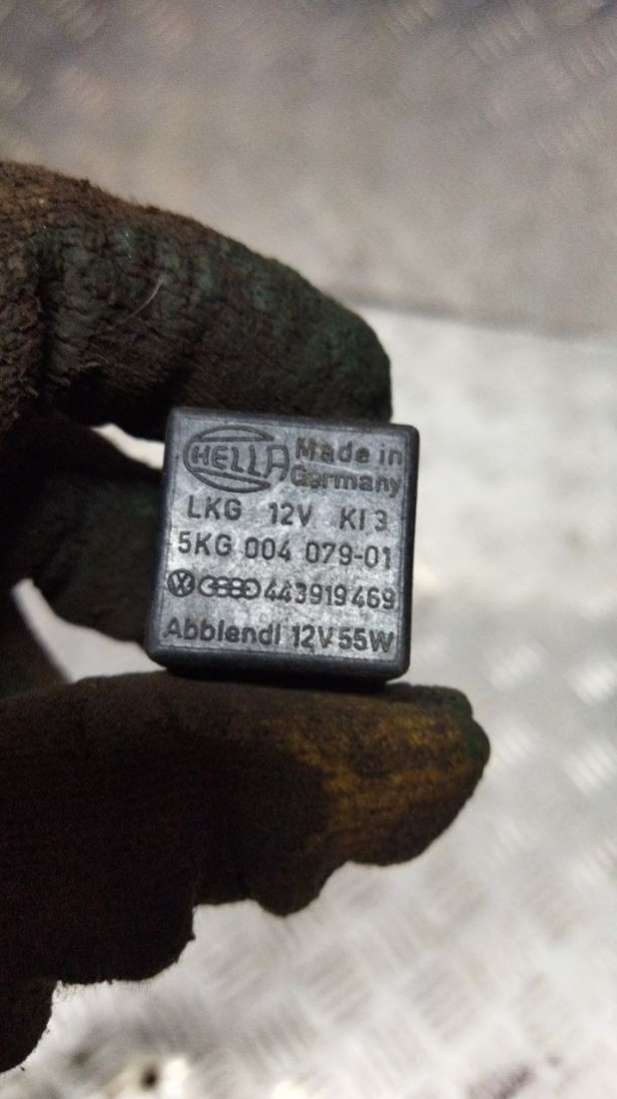 HELLA Made in
Germany
LKG 12V Kl 3
5KG 004 079-01
443919469
Abblendl 12V 55W